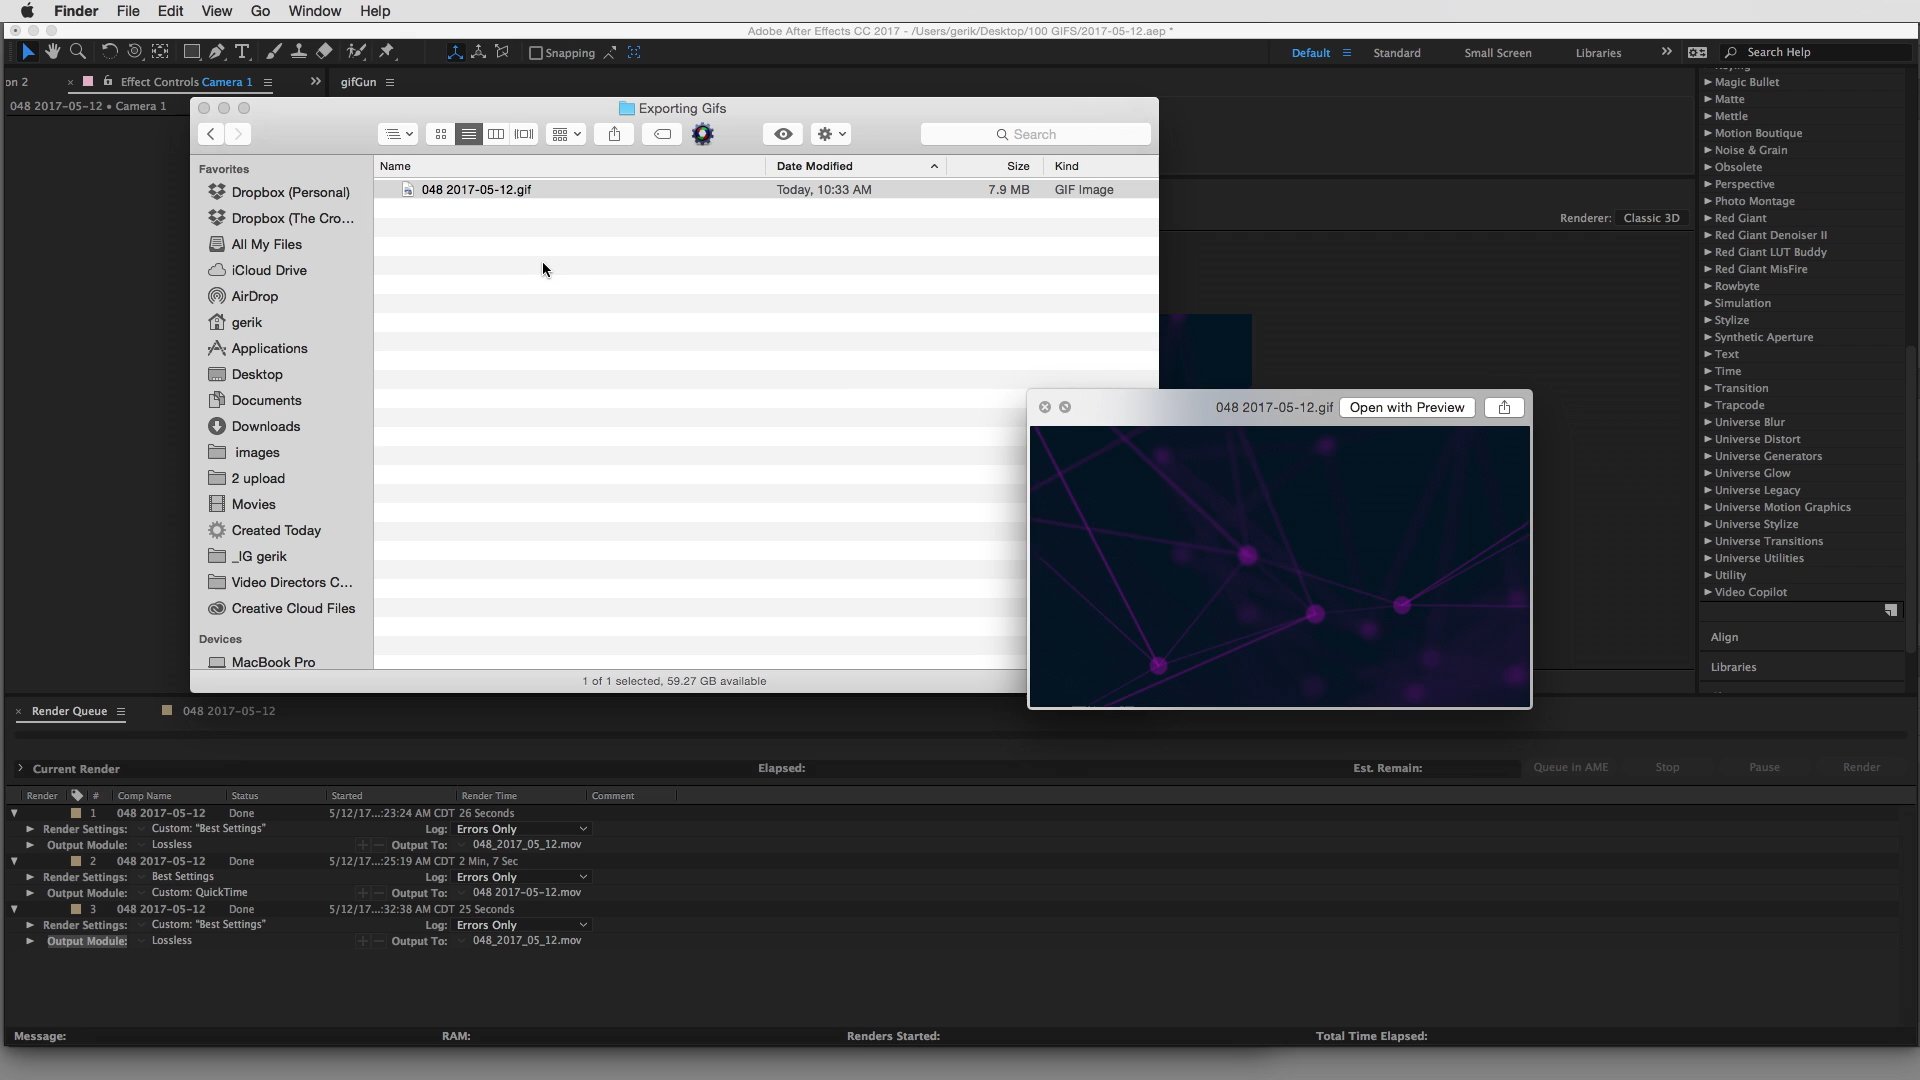 Finder File Edit View Go Window Help
Adobe After Effects CC 2017 - /Users/gerik/Desktop/100 GIFS/2017-05-12.aep *
Snapping
Default Standard Small Screen Libraries Search Help
on 2 Effect Controls Camera 1 gifGun
048 2017-05-12 • Camera 1
Exporting Gifs
Search
Favorites
Dropbox (Personal)
Dropbox (The Cro...
All My Files
iCloud Drive
AirDrop
gerik
Applications
Desktop
Documents
Downloads
images
2 upload
Movies
Created Today
_IG gerik
Video Directors C...
Creative Cloud Files
Devices
MacBook Pro
Name Date Modified Size Kind
048 2017-05-12.gif Today, 10:33 AM 7.9 MB GIF Image
1 of 1 selected, 59.27 GB available
048 2017-05-12.gif Open with Preview
Renderer: Classic 3D
Magic Bullet
Matte
Mettle
Motion Boutique
Noise & Grain
Obsolete
Perspective
Photo Montage
Red Giant
Red Giant Denoiser II
Red Giant LUT Buddy
Red Giant MisFire
Rowbyte
Simulation
Stylize
Synthetic Aperture
Text
Time
Transition
Trapcode
Universe Blur
Universe Distort
Universe Generators
Universe Glow
Universe Legacy
Universe Motion Graphics
Universe Stylize
Universe Transitions
Universe Utilities
Utility
Video Copilot
Align
Libraries
Render Queue 048 2017-05-12
Current Render Elapsed: Est. Remain: Queue in AME Stop Pause Render
Render # Comp Name Status Started Render Time Comment
1 048 2017-05-12 Done 5/12/17...:23:24 AM CDT 26 Seconds
Render Settings: Custom: "Best Settings" Log: Errors Only
Output Module: Lossless Output To: 048_2017_05_12.mov
2 048 2017-05-12 Done 5/12/17...:25:19 AM CDT 2 Min, 7 Sec
Render Settings: Best Settings Log: Errors Only
Output Module: Custom: QuickTime Output To: 048 2017-05-12.mov
3 048 2017-05-12 Done 5/12/17...:32:38 AM CDT 25 Seconds
Render Settings: Custom: "Best Settings" Log: Errors Only
Output Module: Lossless Output To: 048_2017_05_12.mov
Message: RAM: Renders Started: Total Time Elapsed: